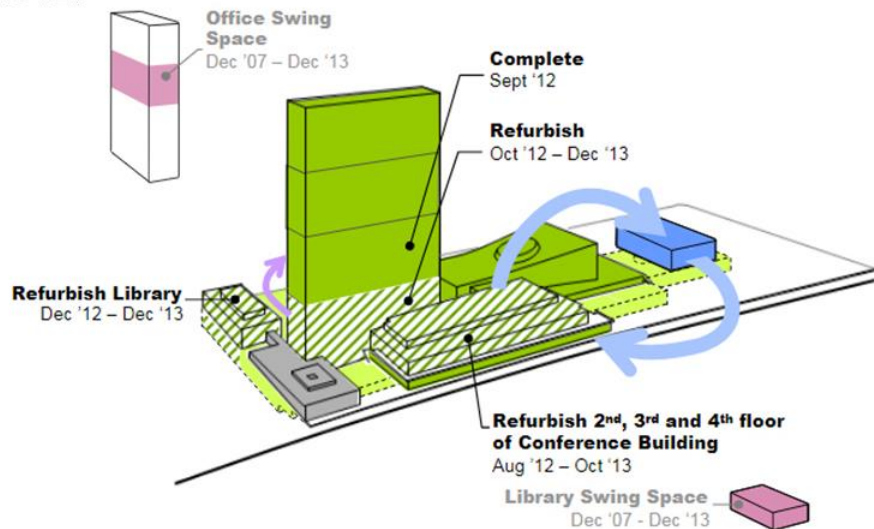 Office Swing
Space
Dec ’07 – Dec ‘13
Complete
Sept ’12
Refurbish
Oct ’12 – Dec ’13
Refurbish Library
Dec ’12 – Dec ’13
Refurbish 2nd, 3rd and 4th floor
of Conference Building
Aug ’12 – Oct ‘13
Library Swing Space
Dec ’07 - Dec ’13